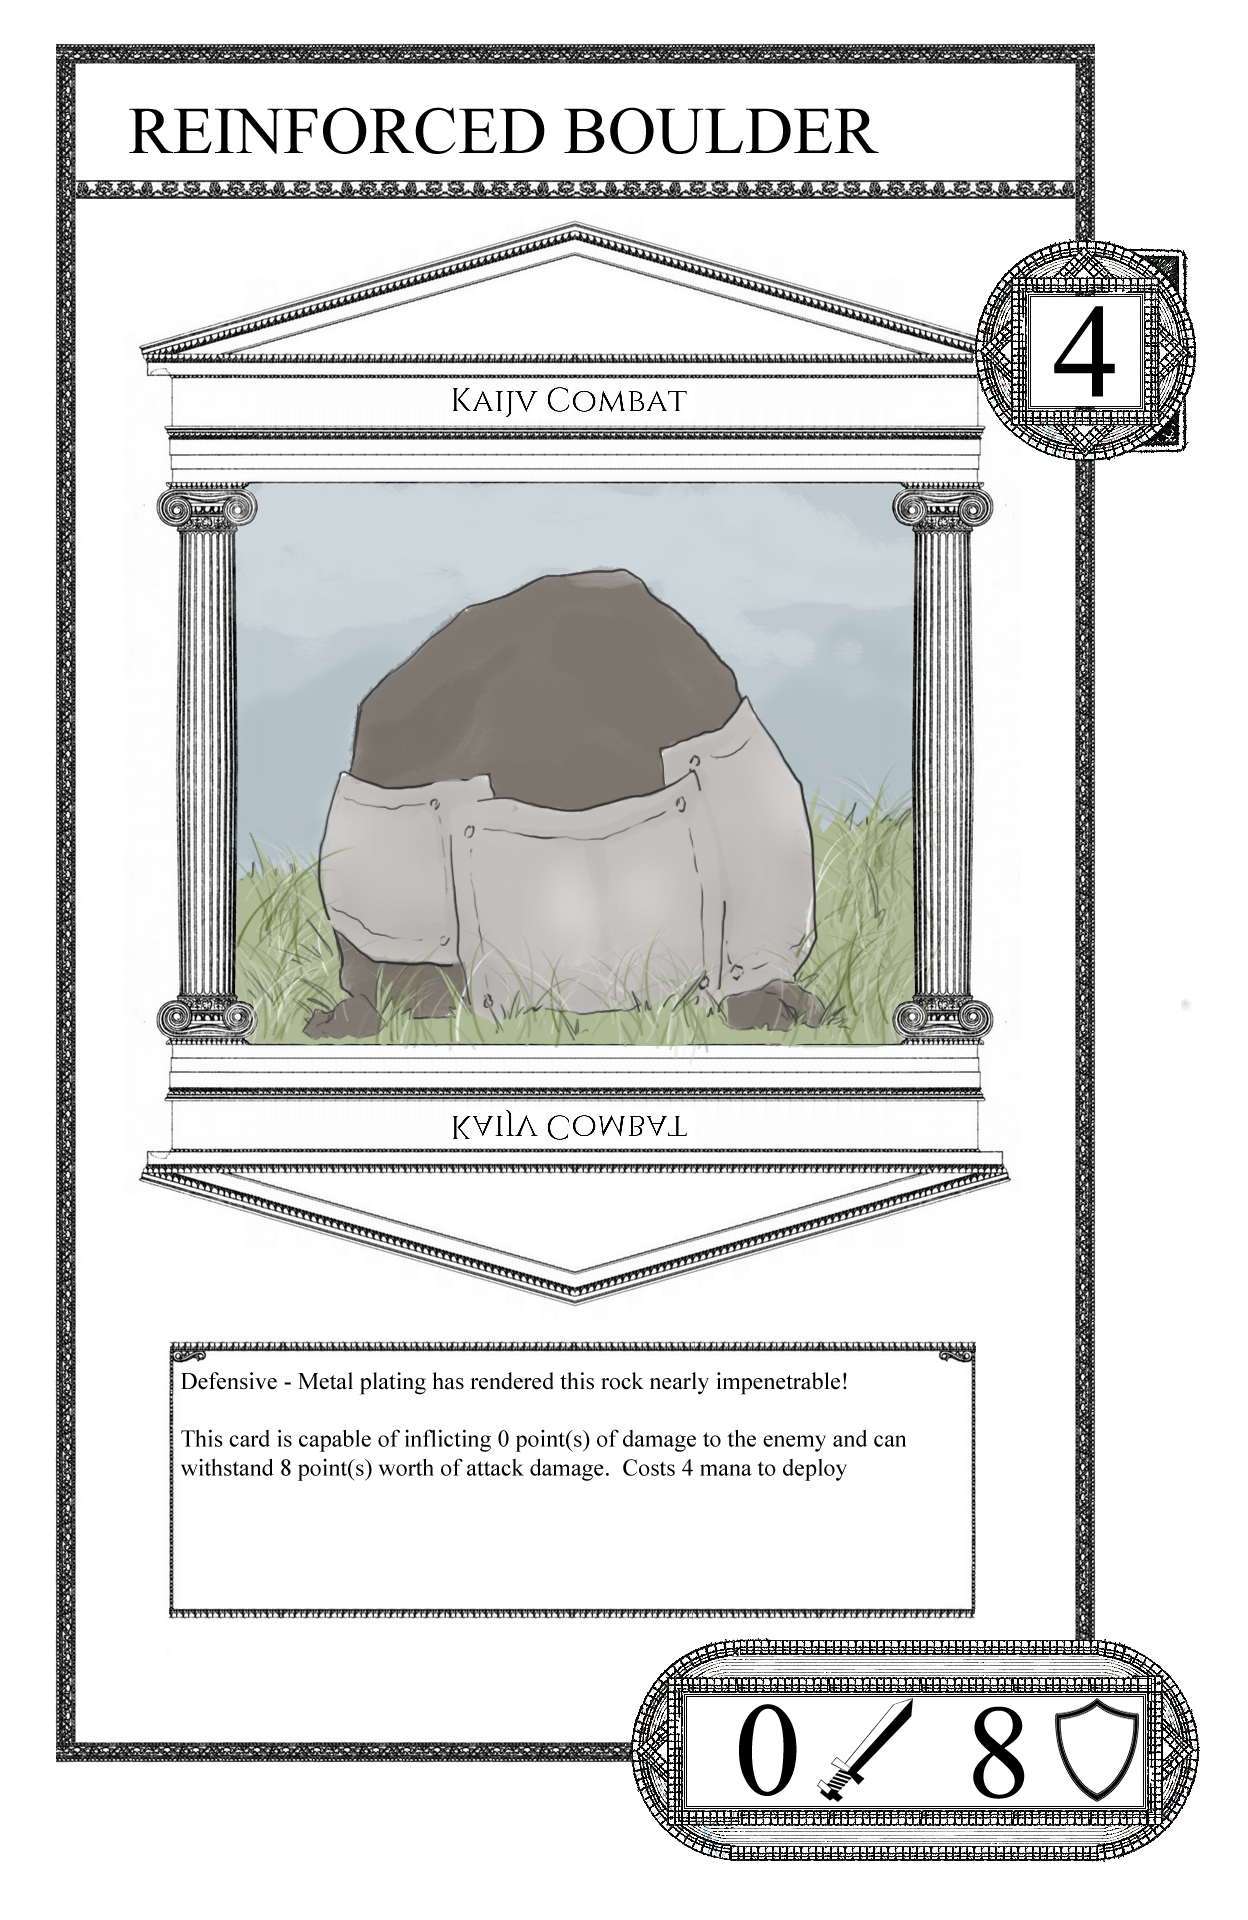 REINFORCED BOULDER
4
KAIJV COMBAT
KAIJV COMBAT
Defensive - Metal plating has rendered this rock nearly impenetrable!
This card is capable of inflicting 0 point(s) of damage to the enemy and can
withstand 8 point(s) worth of attack damage.  Costs 4 mana to deploy
0 8